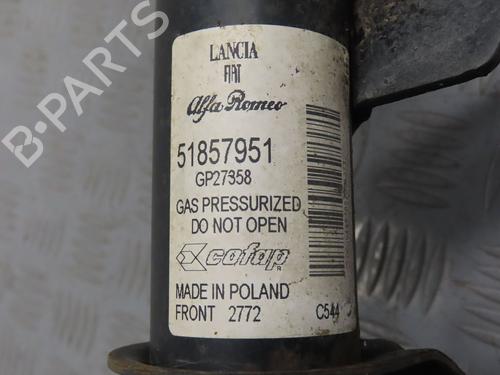 LANCIA
FIAT
Alfa Romeo
51857951
GP27358
GAS PRESSURIZED
DO NOT OPEN
cofap
MADE IN POLAND
FRONT 2772 C544
B-PARTS